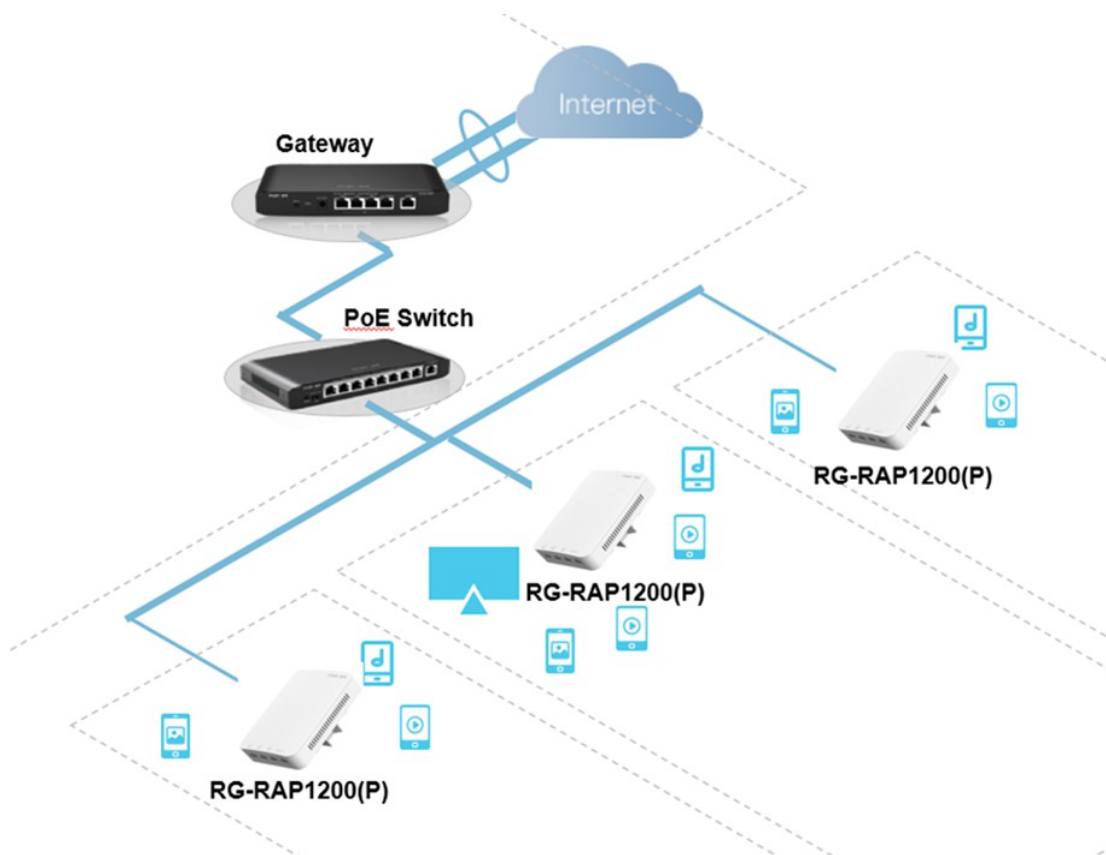 Internet
Gateway
PoE Switch
RG-RAP1200(P)
RG-RAP1200(P)
RG-RAP1200(P)